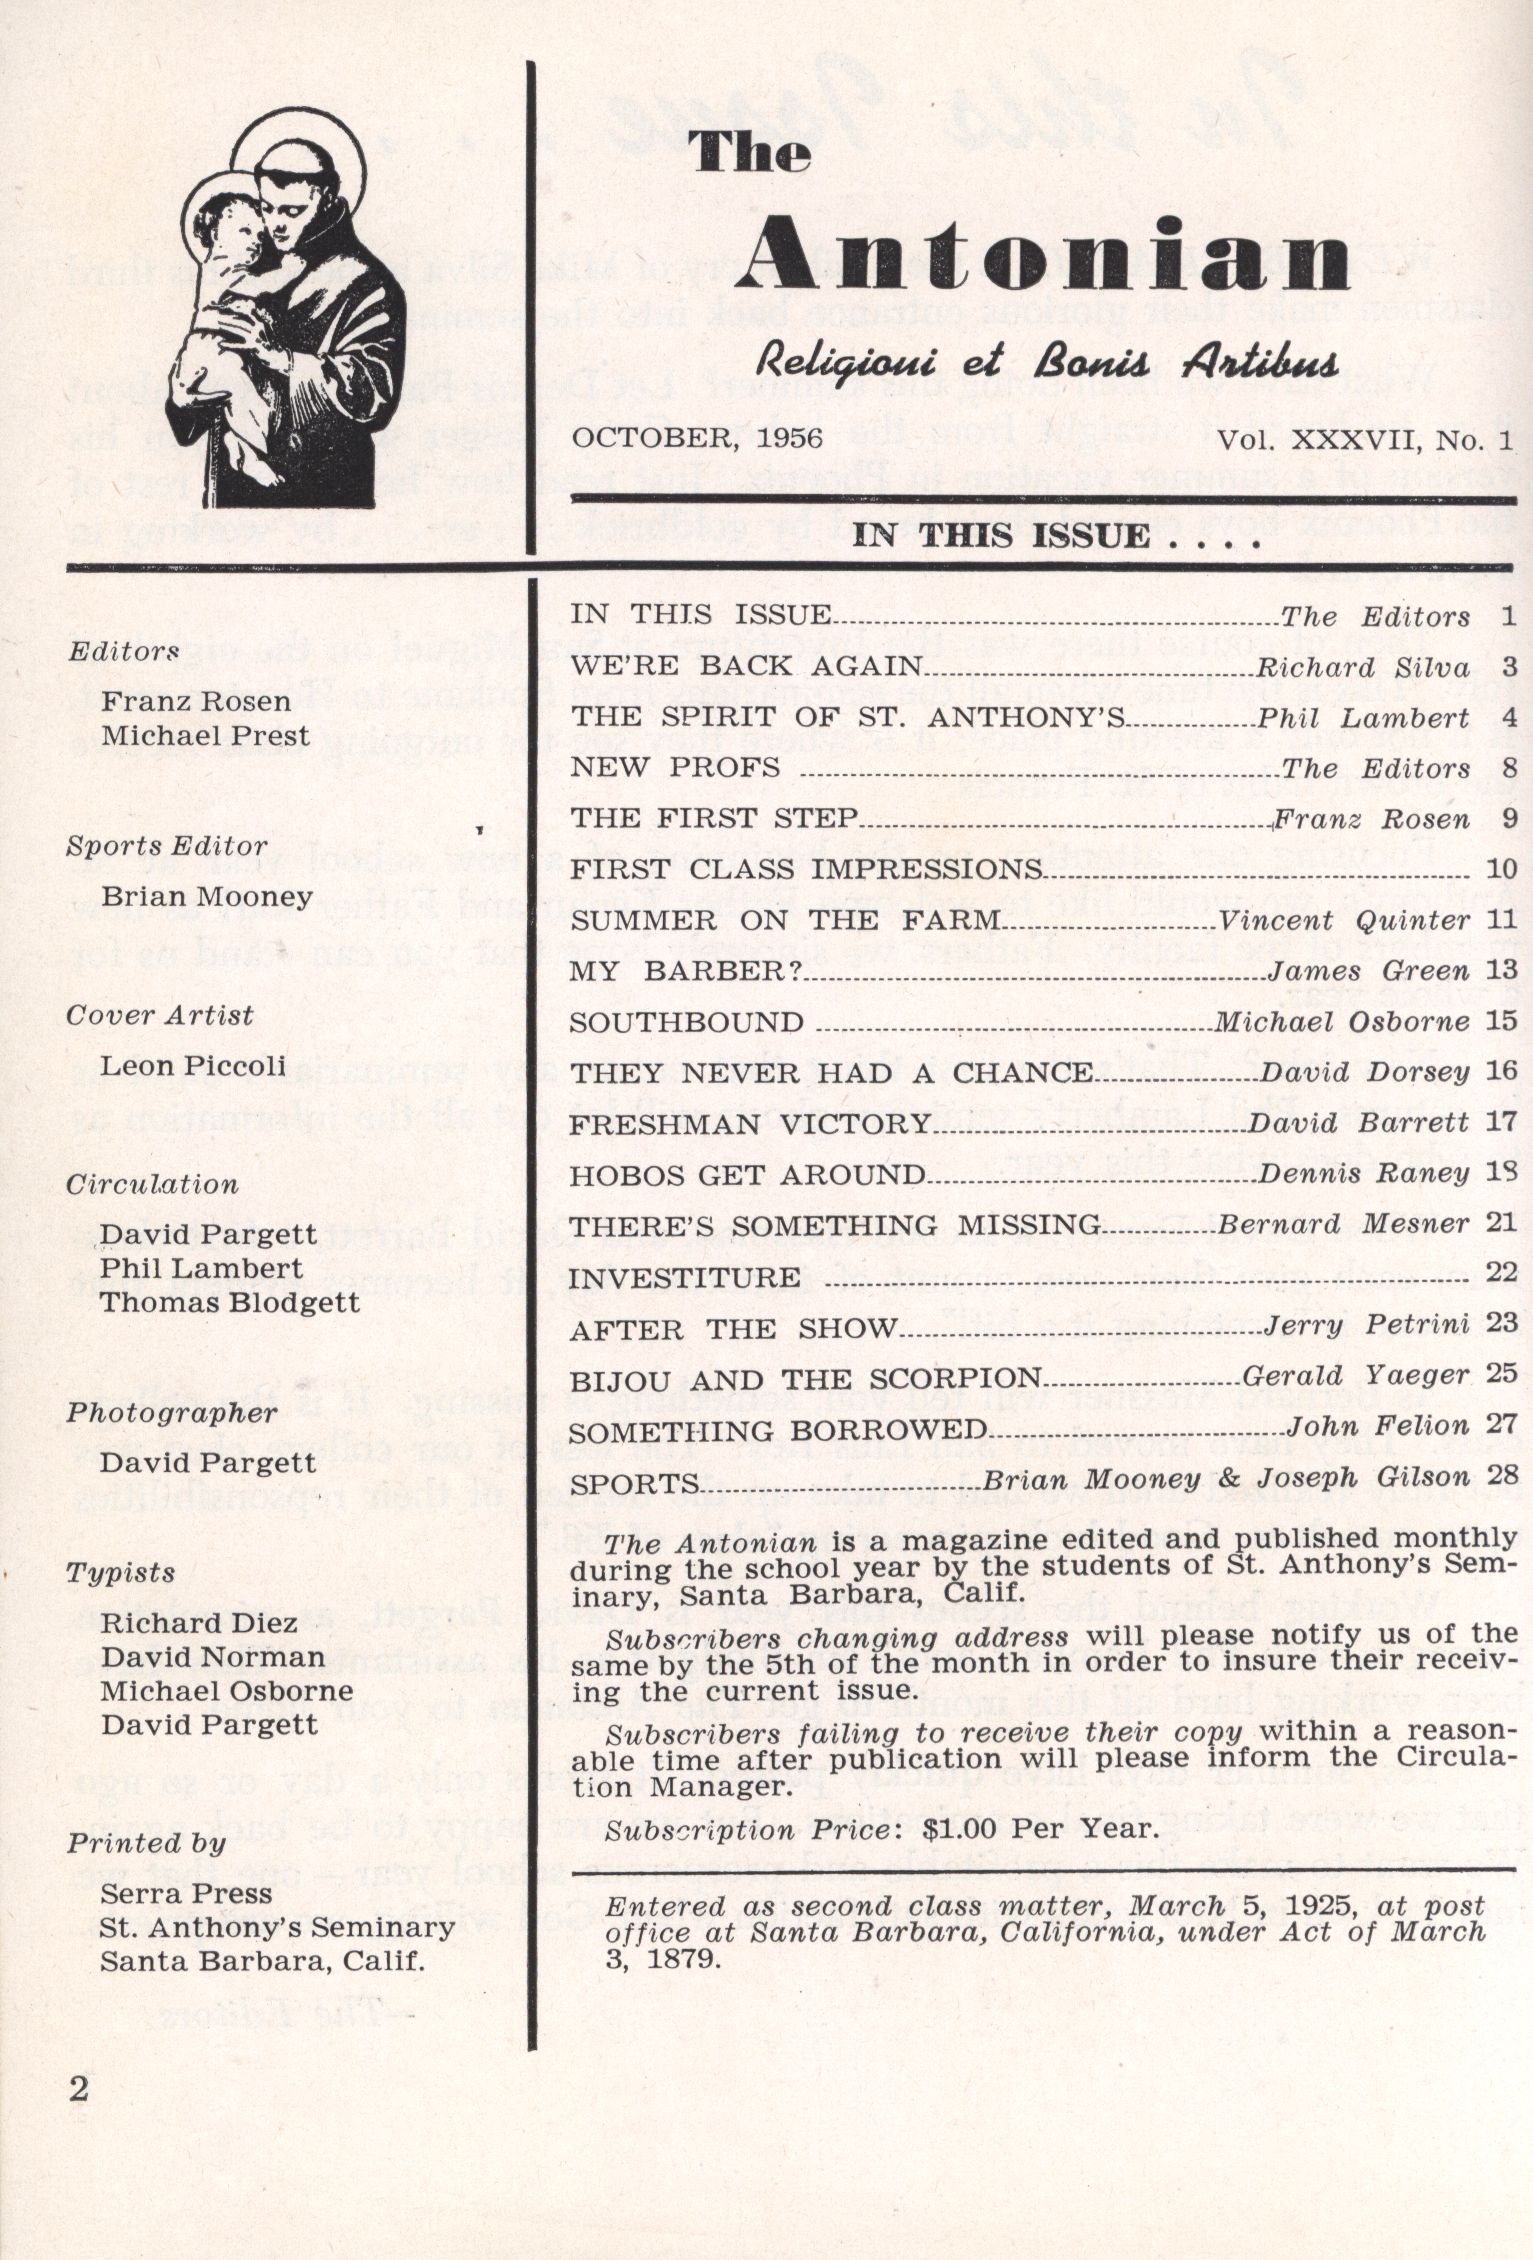 The
Antonian
Religioni et Bonis Artibus
OCTOBER, 1956 Vol. XXXVII, No. 1
IN THIS ISSUE . . . .
Editors
Franz Rosen
Michael Prest
Sports Editor
Brian Mooney
Cover Artist
Leon Piccoli
Circulation
David Pargett
Phil Lambert
Thomas Blodgett
Photographer
David Pargett
Typists
Richard Diez
David Norman
Michael Osborne
David Pargett
Printed by
Serra Press
St. Anthony's Seminary
Santa Barbara, Calif.
IN THIS ISSUE The Editors 1
WE'RE BACK AGAIN Richard Silva 3
THE SPIRIT OF ST. ANTHONY'S Phil Lambert 4
NEW PROFS The Editors 8
THE FIRST STEP Franz Rosen 9
FIRST CLASS IMPRESSIONS 10
SUMMER ON THE FARM Vincent Quinter 11
MY BARBER? James Green 13
SOUTHBOUND Michael Osborne 15
THEY NEVER HAD A CHANCE David Dorsey 16
FRESHMAN VICTORY David Barrett 17
HOBOS GET AROUND Dennis Raney 18
THERE'S SOMETHING MISSING Bernard Mesner 21
INVESTITURE 22
AFTER THE SHOW Jerry Petrini 23
BIJOU AND THE SCORPION Gerald Yaeger 25
SOMETHING BORROWED John Felion 27
SPORTS Brian Mooney & Joseph Gilson 28
The Antonian is a magazine edited and published monthly
during the school year by the students of St. Anthony's Sem-
inary, Santa Barbara, Calif.
Subscribers changing address will please notify us of the
same by the 5th of the month in order to insure their receiv-
ing the current issue.
Subscribers failing to receive their copy within a reason-
able time after publication will please inform the Circula-
tion Manager.
Subscription Price: $1.00 Per Year.
Entered as second class matter, March 5, 1925, at post
office at Santa Barbara, California, under Act of March
3, 1879.
2